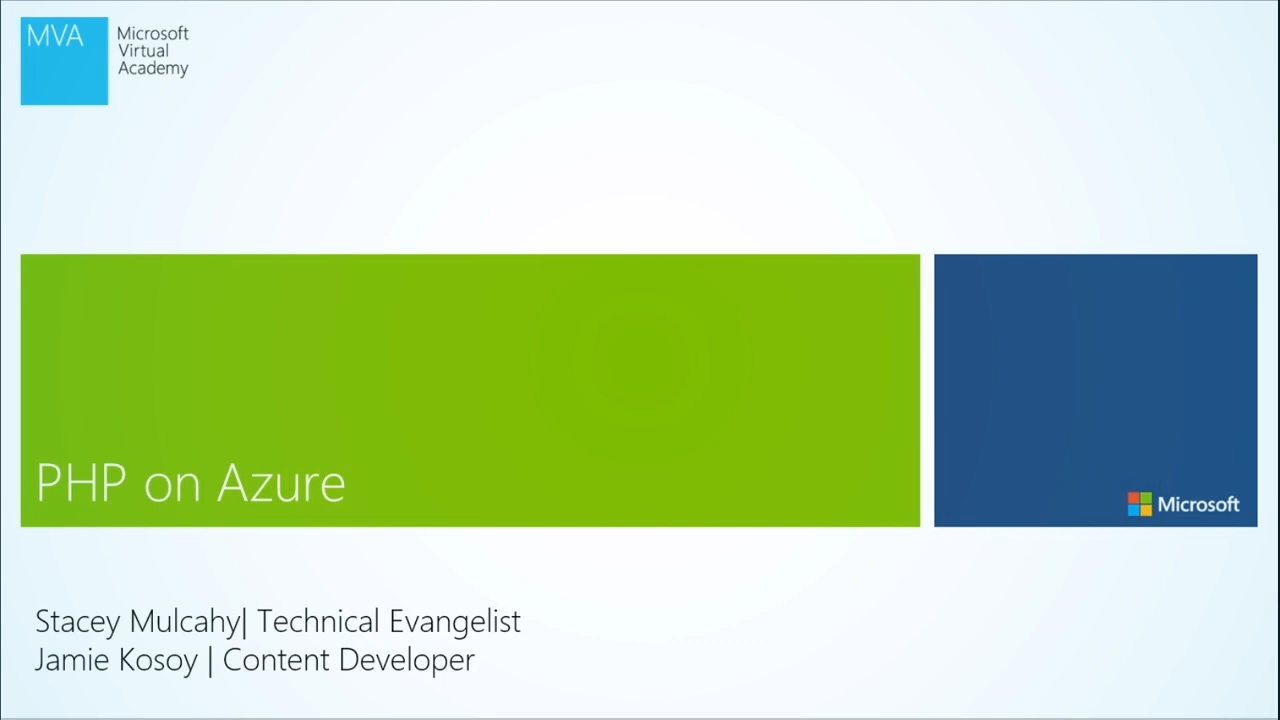 MVA
Microsoft
Virtual
Academy
PHP on Azure
Microsoft
Stacey Mulcahy| Technical Evangelist
Jamie Kosoy | Content Developer